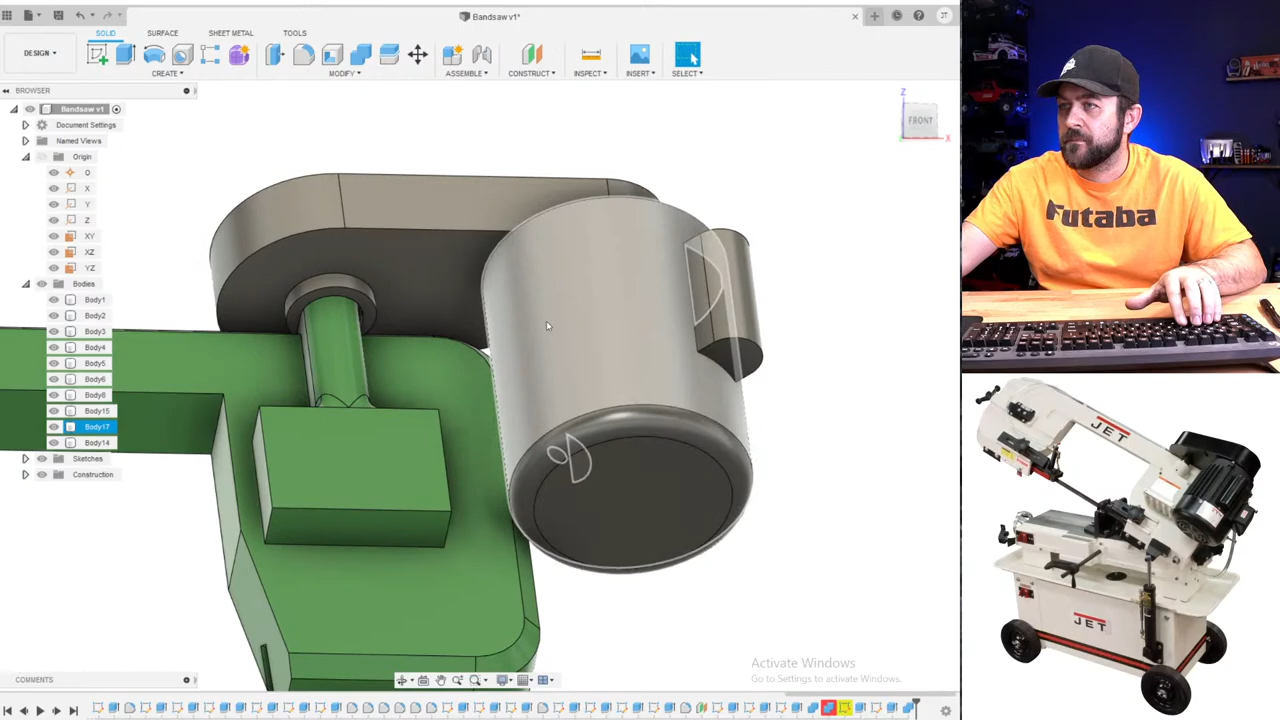 Bandsaw v1*
JT
DESIGN
SOLID
SURFACE
SHEET METAL
TOOLS
CREATE
MODIFY
ASSEMBLE
CONSTRUCT
INSPECT
INSERT
SELECT
BROWSER
Bandsaw v1
Document Settings
Named Views
Origin
O
X
Y
Z
XY
XZ
YZ
Bodies
Body1
Body2
Body3
Body4
Body5
Body6
Body8
Body15
Body17
Body14
Sketches
Construction
Z
FRONT
X
COMMENTS
Activate Windows
Go to Settings to activate Windows.
Futaba
JET
JET